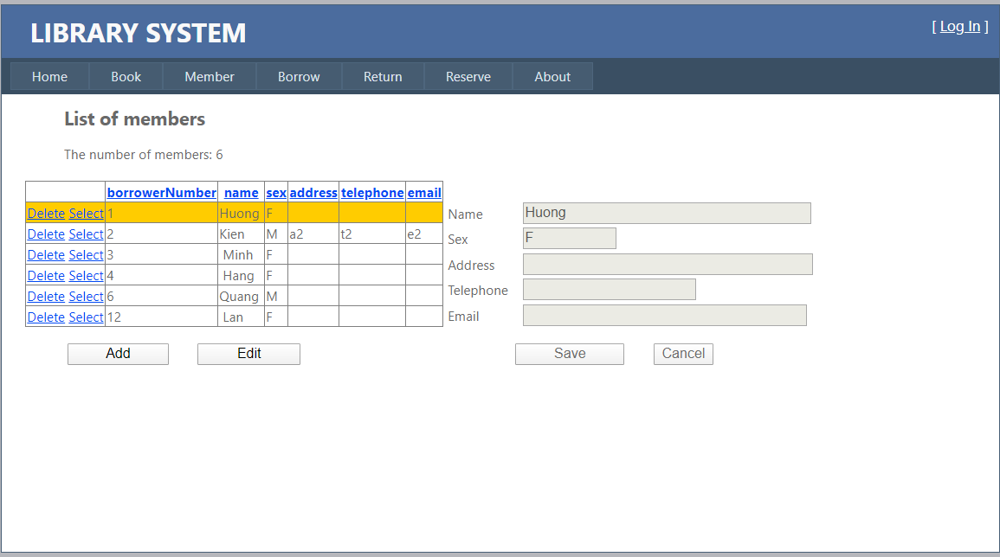 LIBRARY SYSTEM
[ Log In ]
Home Book Member Borrow Return Reserve About
List of members
The number of members: 6
borrowerNumber name sex address telephone email
Delete Select 1 Huong F
Delete Select 2 Kien M a2 t2 e2
Delete Select 3 Minh F
Delete Select 4 Hang F
Delete Select 6 Quang M
Delete Select 12 Lan F
Name Huong
Sex F
Address
Telephone
Email
Add Edit Save Cancel